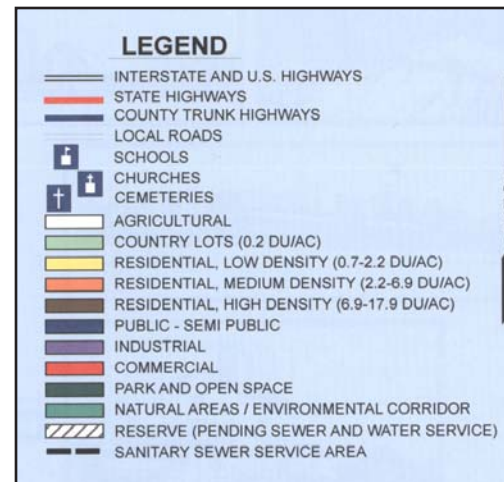 LEGEND
INTERSTATE AND U.S. HIGHWAYS
STATE HIGHWAYS
COUNTY TRUNK HIGHWAYS
LOCAL ROADS
SCHOOLS
CHURCHES
CEMETERIES
AGRICULTURAL
COUNTRY LOTS (0.2 DU/AC)
RESIDENTIAL, LOW DENSITY (0.7-2.2 DU/AC)
RESIDENTIAL, MEDIUM DENSITY (2.2-6.9 DU/AC)
RESIDENTIAL, HIGH DENSITY (6.9-17.9 DU/AC)
PUBLIC - SEMI PUBLIC
INDUSTRIAL
COMMERCIAL
PARK AND OPEN SPACE
NATURAL AREAS / ENVIRONMENTAL CORRIDOR
RESERVE (PENDING SEWER AND WATER SERVICE)
SANITARY SEWER SERVICE AREA